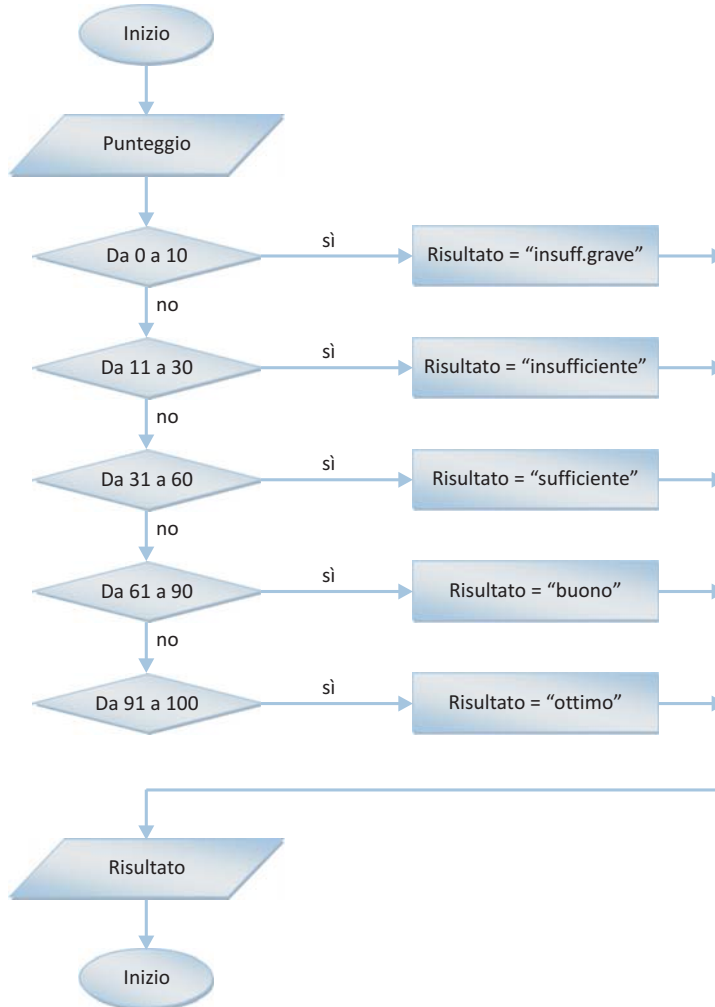 Inizio
Punteggio
Da 0 a 10
sì
Risultato = “insuff.grave”
no
Da 11 a 30
sì
Risultato = “insufficiente”
no
Da 31 a 60
sì
Risultato = “sufficiente”
no
Da 61 a 90
sì
Risultato = “buono”
no
Da 91 a 100
sì
Risultato = “ottimo”
Risultato
Inizio